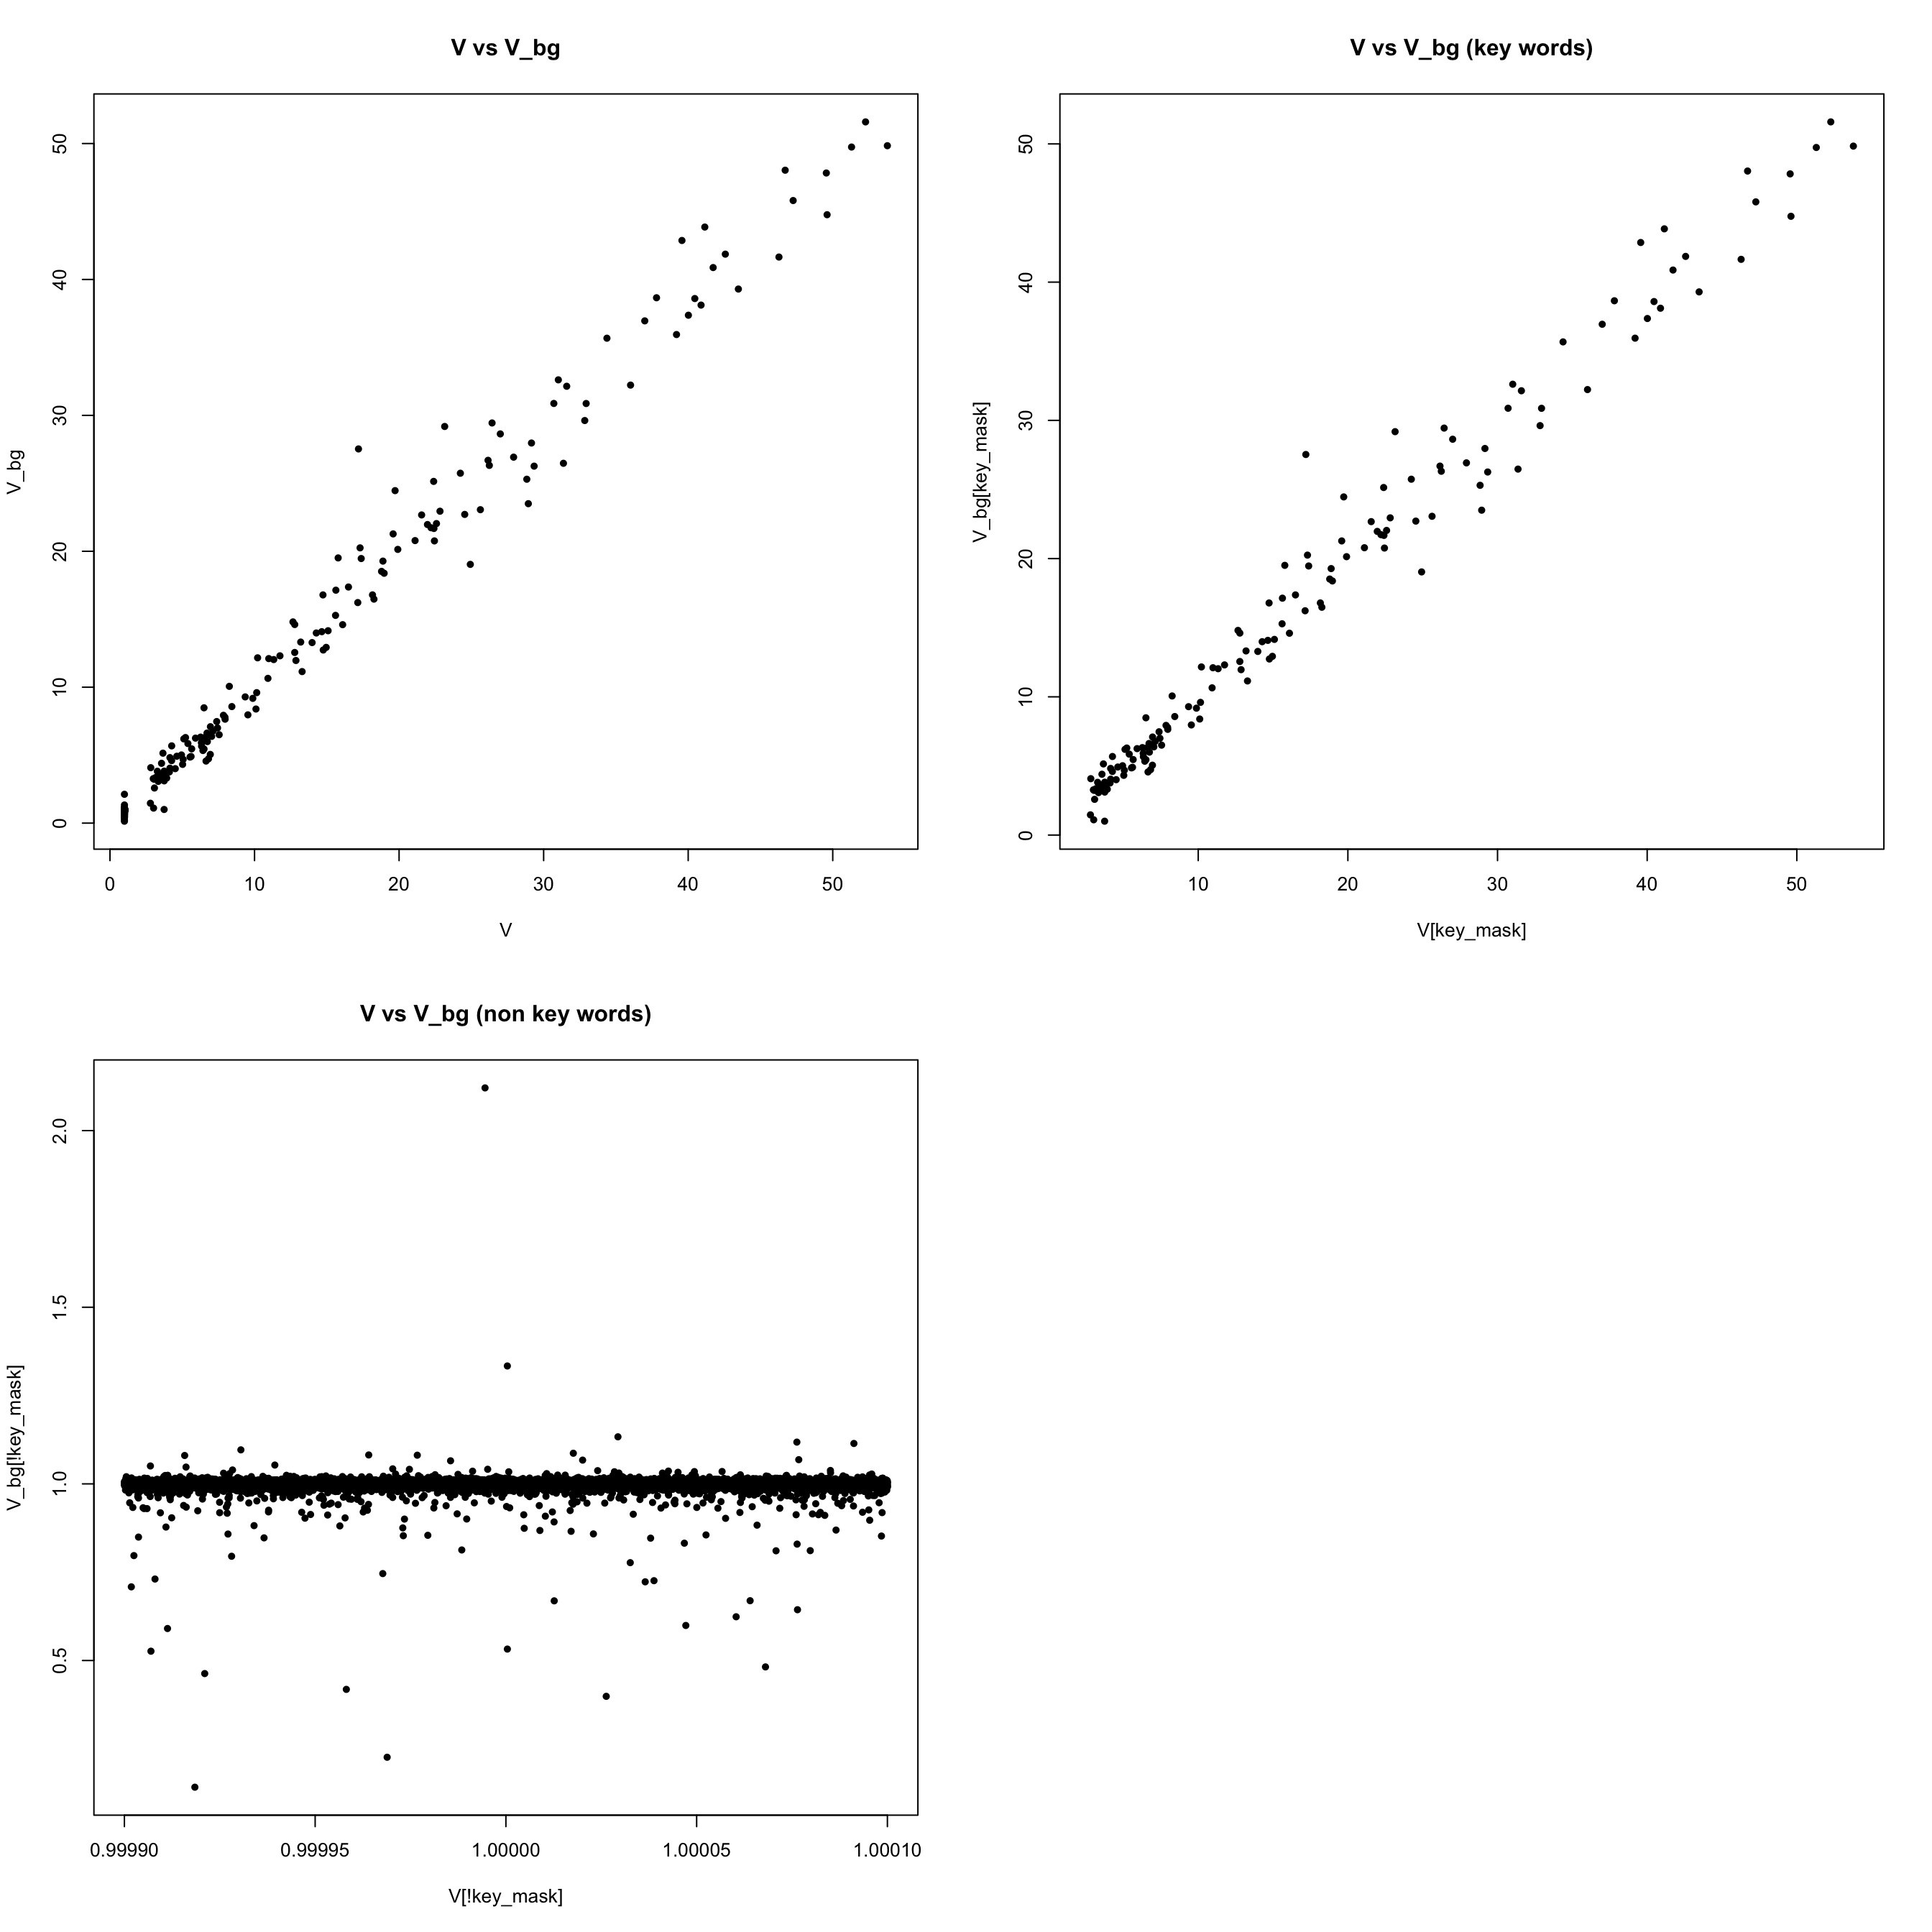 V vs V_bg
V_bg
50
40
30
20
10
0
0 10 20 30 40 50
V
V vs V_bg (key words)
V_bg[key_mask]
50
40
30
20
10
0
10 20 30 40 50
V[key_mask]
V vs V_bg (non key words)
V_bg[!key_mask]
2.0
1.5
1.0
0.5
0.99990 0.99995 1.00000 1.00005 1.00010
V[!key_mask]